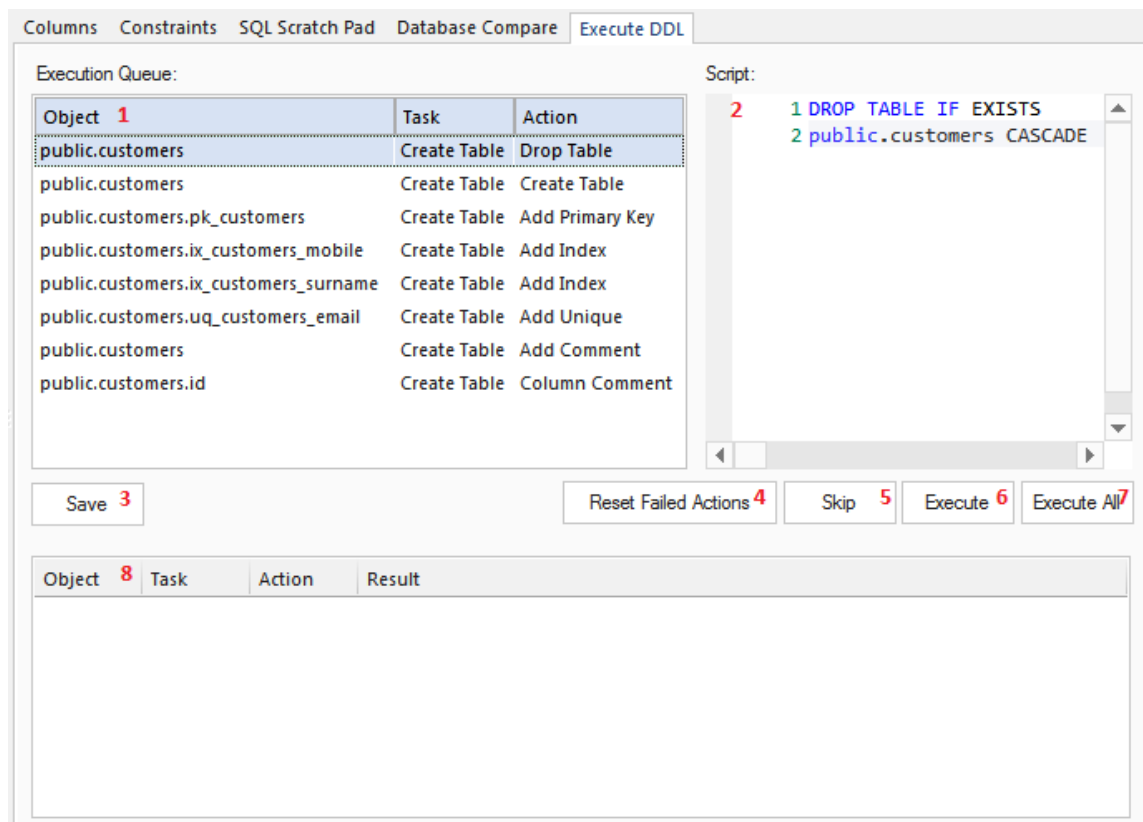 Columns Constraints SQL Scratch Pad Database Compare Execute DDL
Execution Queue:
Object 1 Task Action
public.customers Create Table Drop Table
public.customers Create Table Create Table
public.customers.pk_customers Create Table Add Primary Key
public.customers.ix_customers_mobile Create Table Add Index
public.customers.ix_customers_surname Create Table Add Index
public.customers.uq_customers_email Create Table Add Unique
public.customers Create Table Add Comment
public.customers.id Create Table Column Comment
Script:
2 1 DROP TABLE IF EXISTS
2 public.customers CASCADE
Save 3 Reset Failed Actions 4 Skip 5 Execute 6 Execute All 7
Object 8 Task Action Result